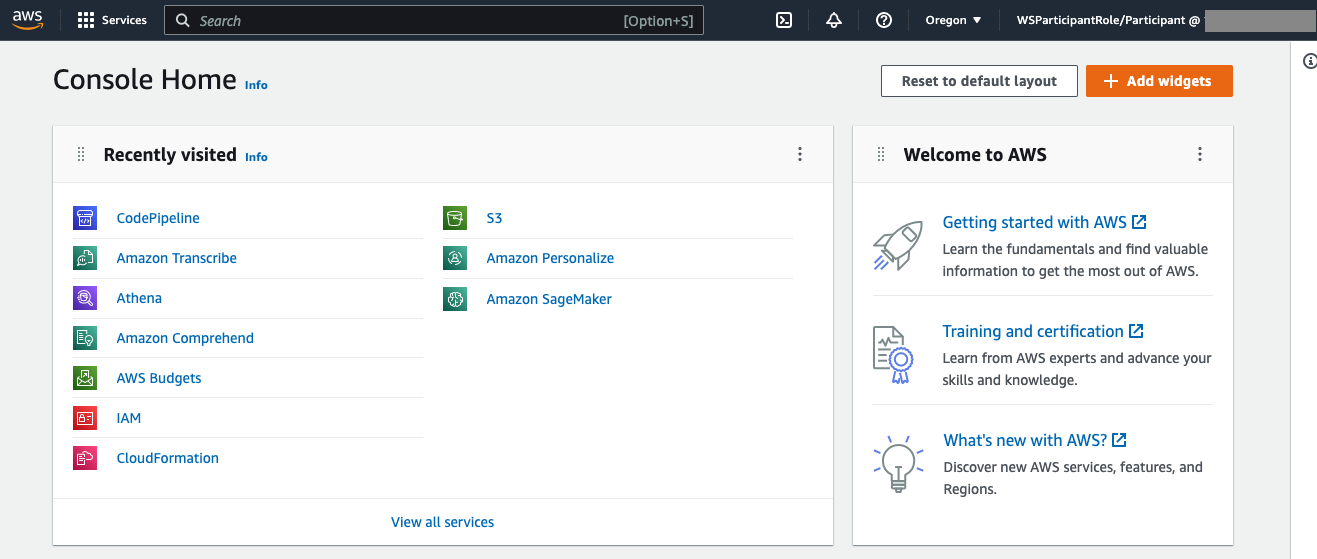 aws Services Search [Option+S] Oregon WSParticipantRole/Participant @
Console Home Info
Reset to default layout
Add widgets
Recently visited Info
CodePipeline
Amazon Transcribe
Athena
Amazon Comprehend
AWS Budgets
IAM
CloudFormation
S3
Amazon Personalize
Amazon SageMaker
View all services
Welcome to AWS
Getting started with AWS
Learn the fundamentals and find valuable
information to get the most out of AWS.
Training and certification
Learn from AWS experts and advance your
skills and knowledge.
What's new with AWS?
Discover new AWS services, features, and
Regions.